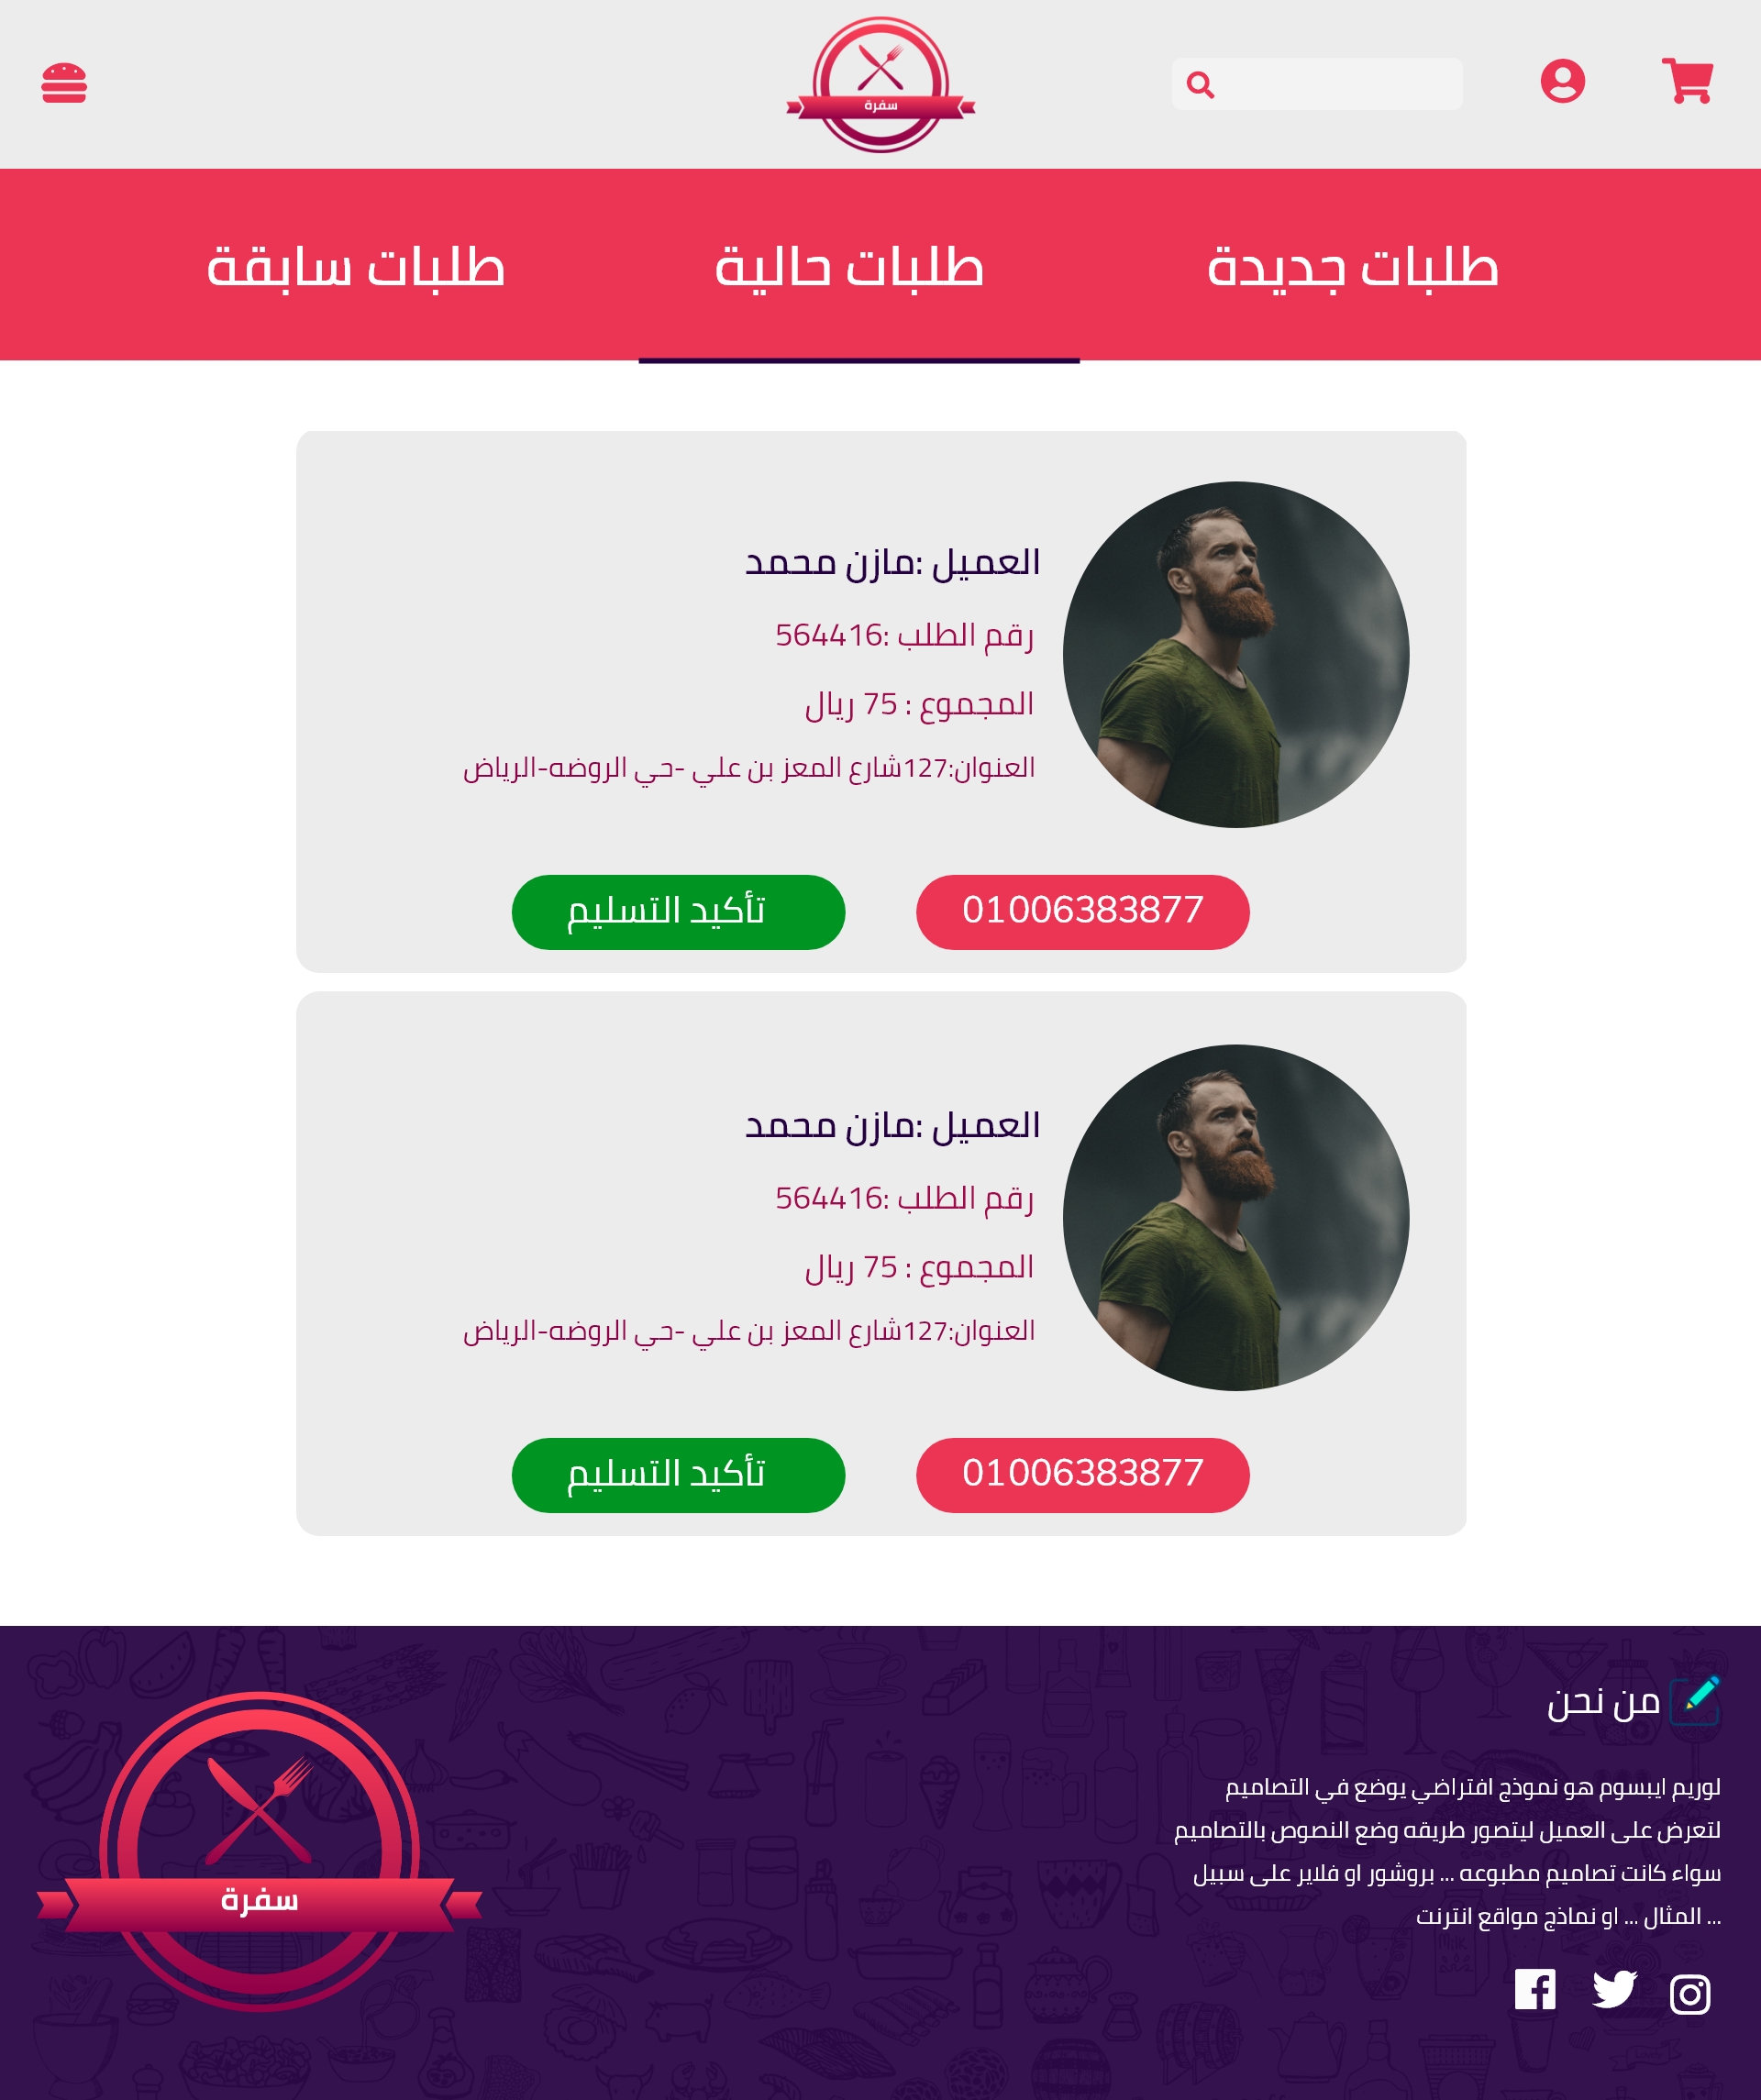 سفرة
طلبات جديدة
طلبات حالية
طلبات سابقة
العميل :مازن محمد
رقم الطلب :564416
المجموع : 75 ريال
العنوان:127شارع المعز بن علي -حي الروضه-الرياض
01006383877
تأكيد التسليم
العميل :مازن محمد
رقم الطلب :564416
المجموع : 75 ريال
العنوان:127شارع المعز بن علي -حي الروضه-الرياض
01006383877
تأكيد التسليم
من نحن
لوريم ايبسوم هو نموذج افتراضي يوضع في التصاميم
لتعرض على العميل ليتصور طريقه وضع النصوص بالتصاميم
سواء كانت تصاميم مطبوعه ... بروشور او فلاير على سبيل
... المثال ... او نماذج مواقع انترنت
سفرة